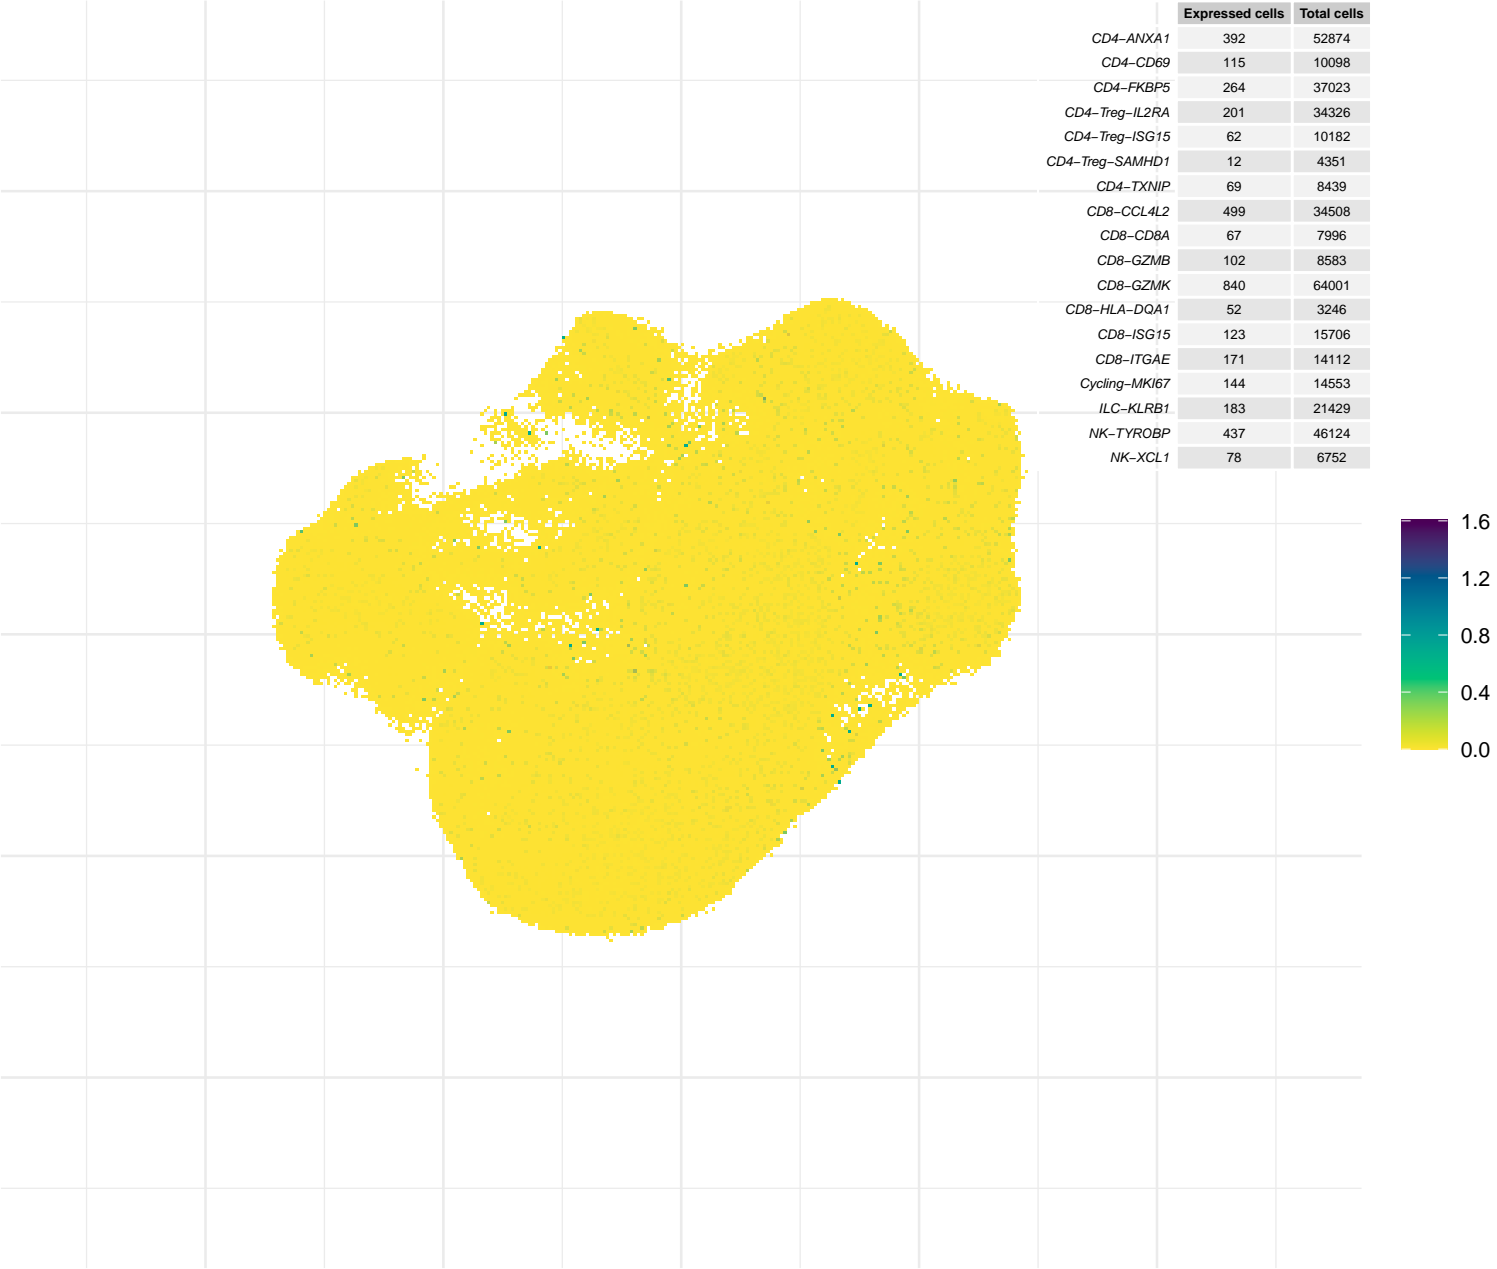 Expressed cells Total cells
CD4−ANXA1 392 52874
CD4−CD69 115 10098
CD4−FKBP5 264 37023
CD4−Treg−IL2RA 201 34326
CD4−Treg−ISG15 62 10182
CD4−Treg−SAMHD1 12 4351
CD4−TXNIP 69 8439
CD8−CCL4L2 499 34508
CD8−CD8A 67 7996
CD8−GZMB 102 8583
CD8−GZMK 840 64001
CD8−HLA−DQA1 52 3246
CD8−ISG15 123 15706
CD8−ITGAE 171 14112
Cycling−MKI67 144 14553
ILC−KLRB1 183 21429
NK−TYROBP 437 46124
NK−XCL1 78 6752
1.6
1.2
0.8
0.4
0.0